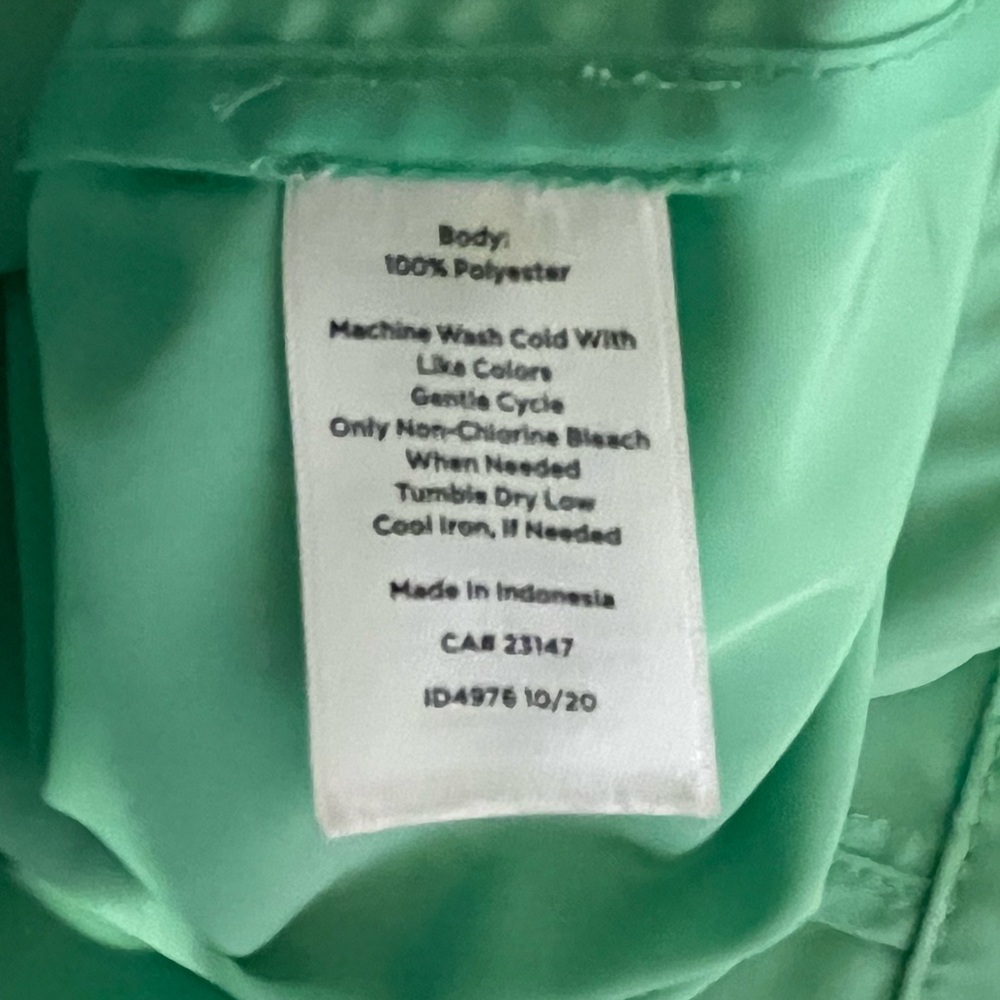 Body:
100% Polyester
Machine Wash Cold With
Like Colors
Gentle Cycle
Only Non-Chlorine Bleach
When Needed
Tumble Dry Low
Cool Iron, If Needed
Made In Indonesia
CA# 23147
ID4976 10/20